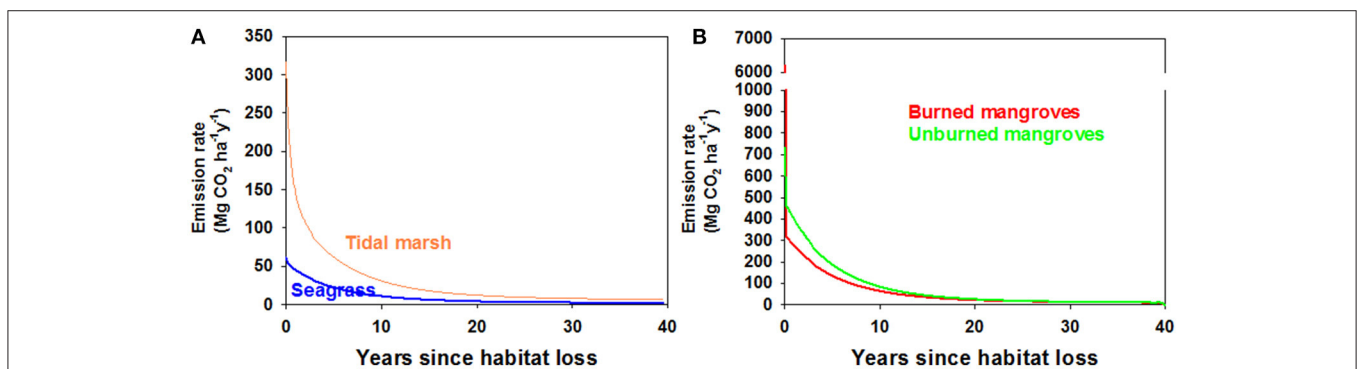 A
350
300
250
200
150
100
50
0
Emission rate
(Mg CO₂ ha⁻¹y⁻¹)
Tidal marsh
Seagrass
0 10 20 30 40
Years since habitat loss
B
7000
6000
1000
900
800
700
600
500
400
300
200
100
0
Emission rate
(Mg CO₂ ha⁻¹y⁻¹)
Burned mangroves
Unburned mangroves
0 10 20 30 40
Years since habitat loss